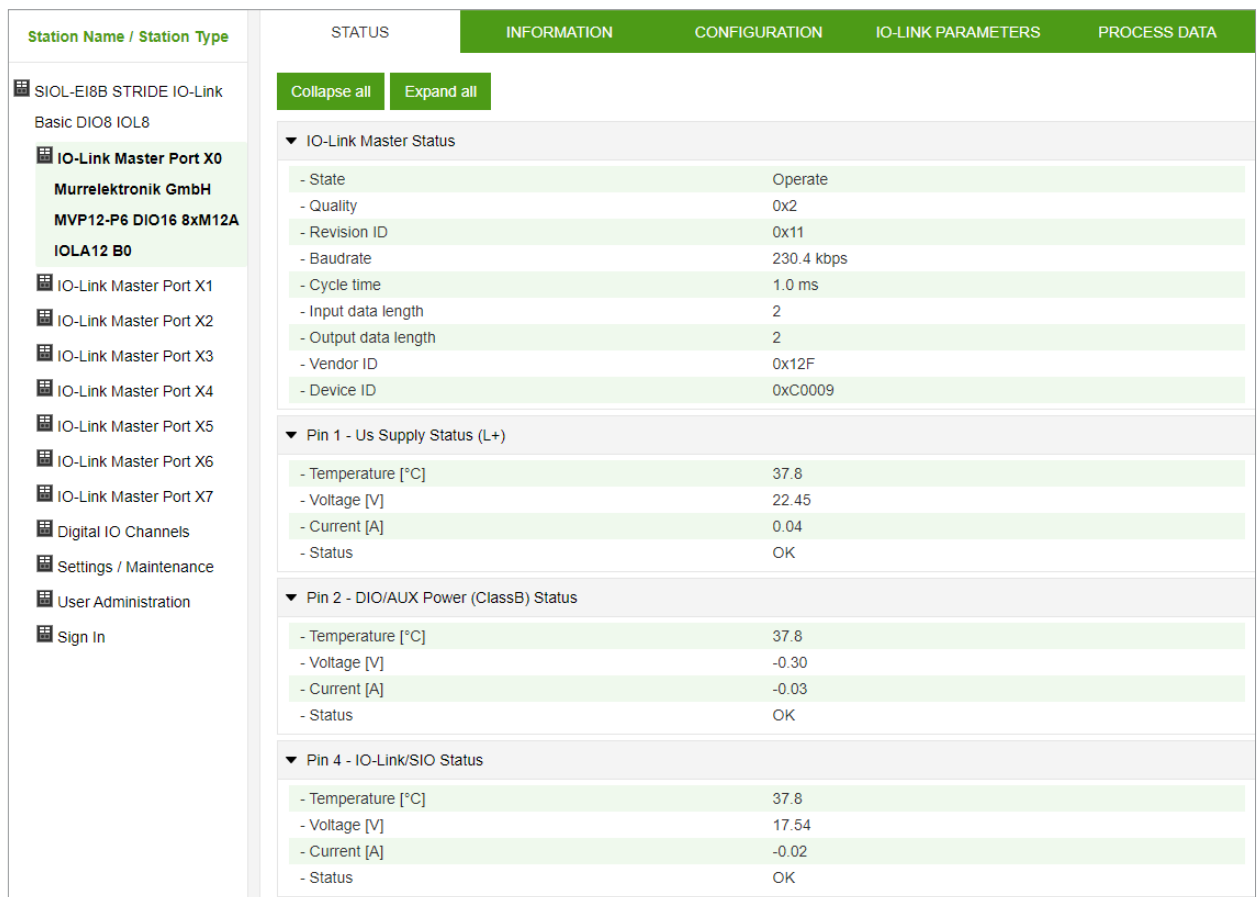 Station Name / Station Type
SIOL-EI8B STRIDE IO-Link
Basic DIO8 IOL8
IO-Link Master Port X0
Murrelektronik GmbH
MVP12-P6 DIO16 8xM12A
IOLA12 B0
IO-Link Master Port X1
IO-Link Master Port X2
IO-Link Master Port X3
IO-Link Master Port X4
IO-Link Master Port X5
IO-Link Master Port X6
IO-Link Master Port X7
Digital IO Channels
Settings / Maintenance
User Administration
Sign In
STATUS INFORMATION CONFIGURATION IO-LINK PARAMETERS PROCESS DATA
Collapse all Expand all
IO-Link Master Status
- State Operate
- Quality 0x2
- Revision ID 0x11
- Baudrate 230.4 kbps
- Cycle time 1.0 ms
- Input data length 2
- Output data length 2
- Vendor ID 0x12F
- Device ID 0xC0009
Pin 1 - Us Supply Status (L+)
- Temperature [°C] 37.8
- Voltage [V] 22.45
- Current [A] 0.04
- Status OK
Pin 2 - DIO/AUX Power (ClassB) Status
- Temperature [°C] 37.8
- Voltage [V] -0.30
- Current [A] -0.03
- Status OK
Pin 4 - IO-Link/SIO Status
- Temperature [°C] 37.8
- Voltage [V] 17.54
- Current [A] -0.02
- Status OK